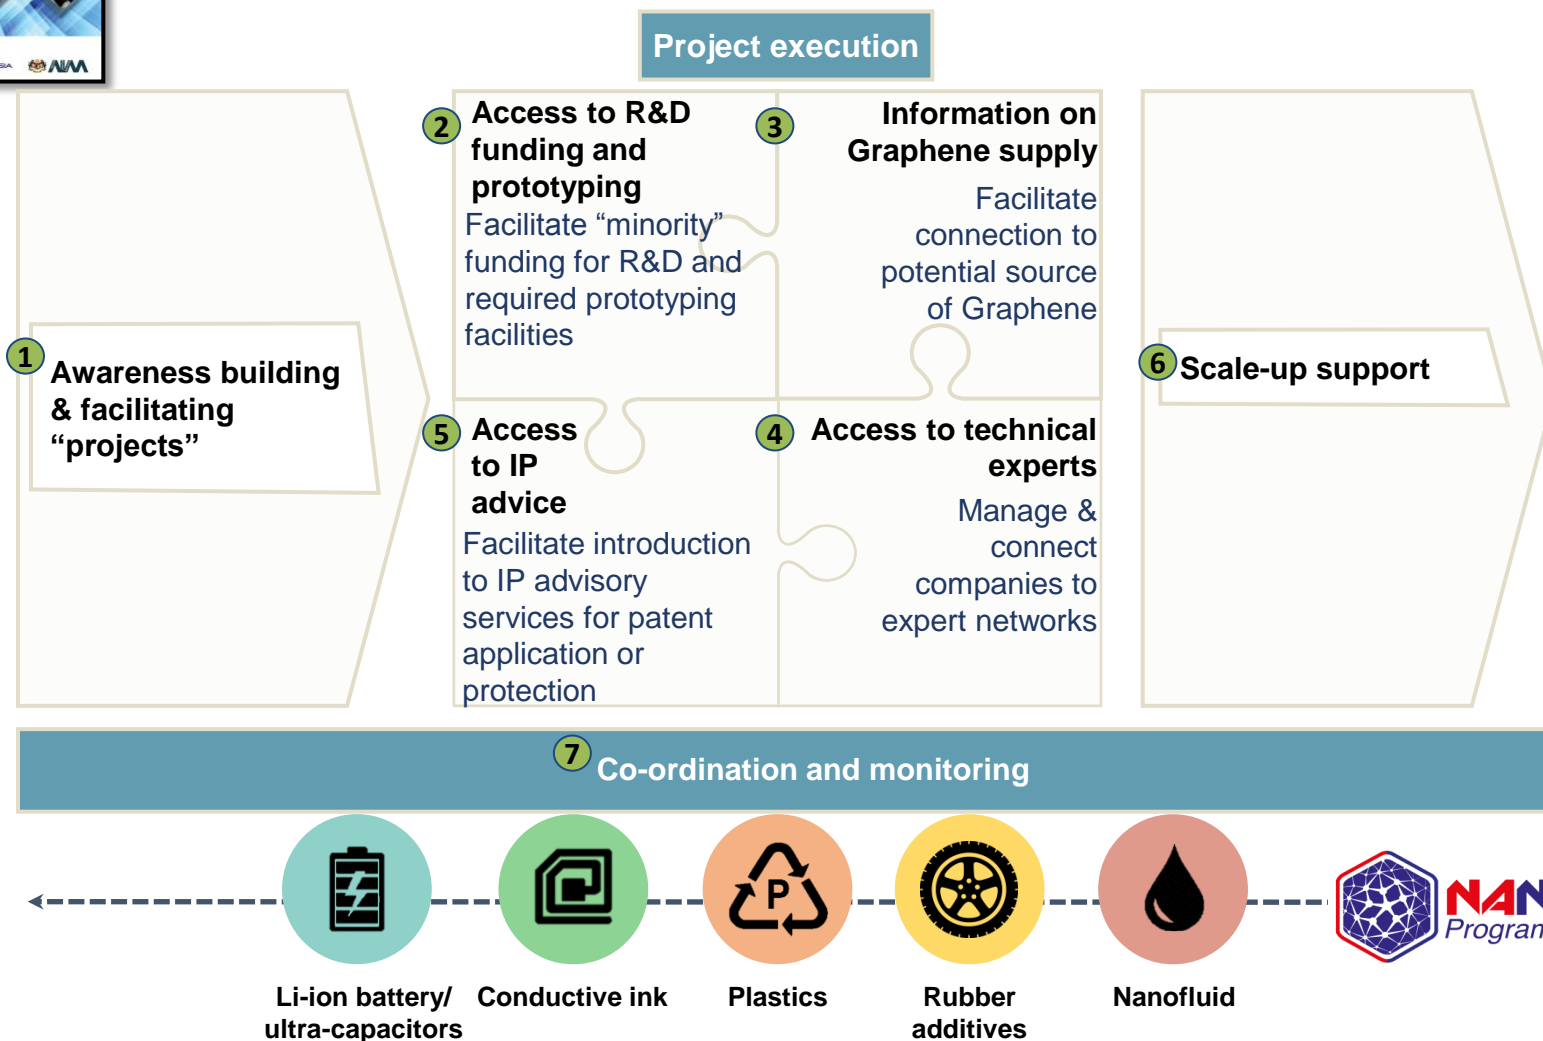 Project execution
1
Awareness building
& facilitating
“projects”
2
Access to R&D
funding and
prototyping
Facilitate “minority”
funding for R&D and
required prototyping
facilities
3
Information on
Graphene supply
Facilitate
connection to
potential source
of Graphene
5
Access
to IP
advice
Facilitate introduction
to IP advisory
services for patent
application or
protection
4
Access to technical
experts
Manage &
connect
companies to
expert networks
6
Scale-up support
7
Co-ordination and monitoring
P
Li-ion battery/
ultra-capacitors
Conductive ink
Plastics
Rubber
additives
Nanofluid